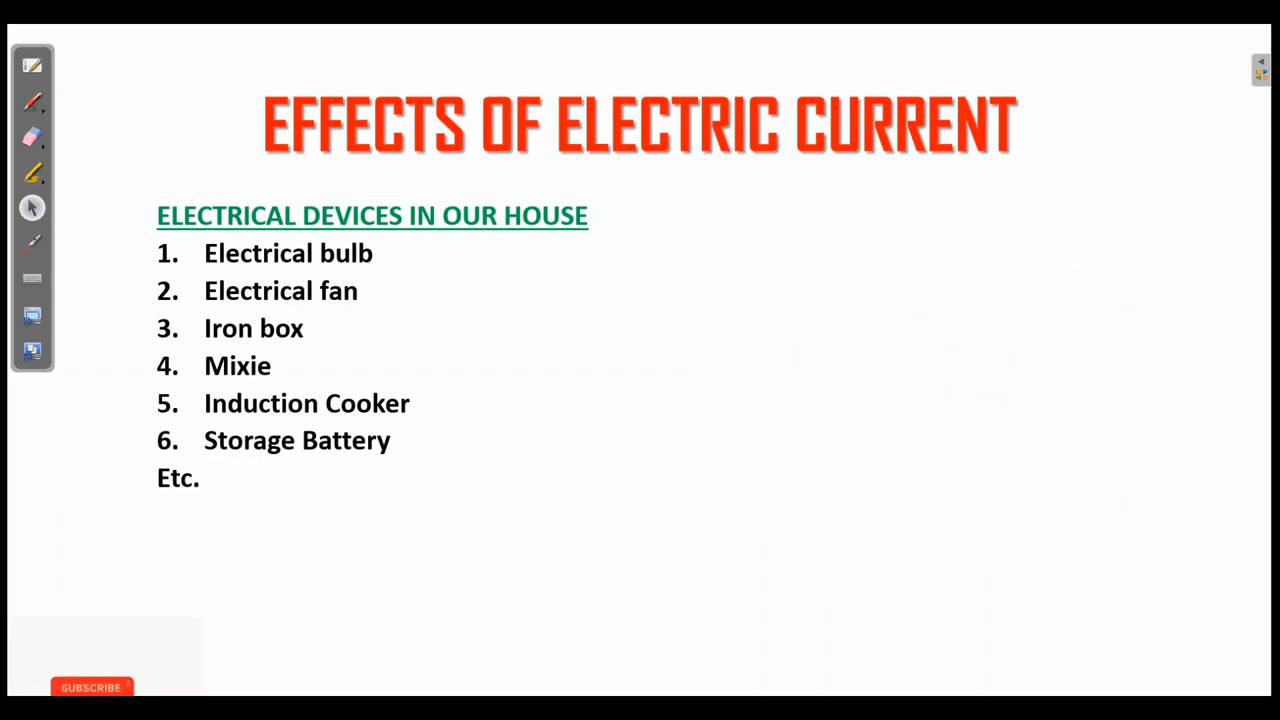 EFFECTS OF ELECTRIC CURRENT
ELECTRICAL DEVICES IN OUR HOUSE
1. Electrical bulb
2. Electrical fan
3. Iron box
4. Mixie
5. Induction Cooker
6. Storage Battery
Etc.
SUBSCRIBE